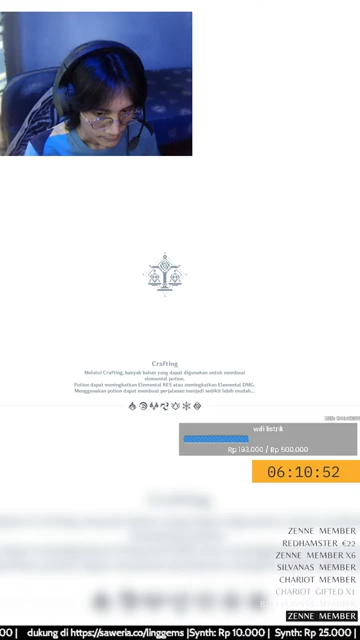 Crafting
Melalui Crafting, banyak bahan yang dapat digunakan untuk membuat
elemental potion.
Potion dapat meningkatkan Elemental RES atau meningkatkan Elemental DMG.
Menggunakan potion dapat membuat perjalanan menjadi sedikit lebih mudah...
wifi listrik
Rp 193.000 / Rp 500.000
06:10:52
ZENNE MEMBER
REDHAMSTER €22
ZENNE MEMBER X6
SILVANAS MEMBER
CHARIOT MEMBER
CHARIOT GIFTED X1
ZENNE MEMBER
00 | dukung di https://saweria.co/linggems |Synth: Rp 10.000 | Synth: Rp 25.000